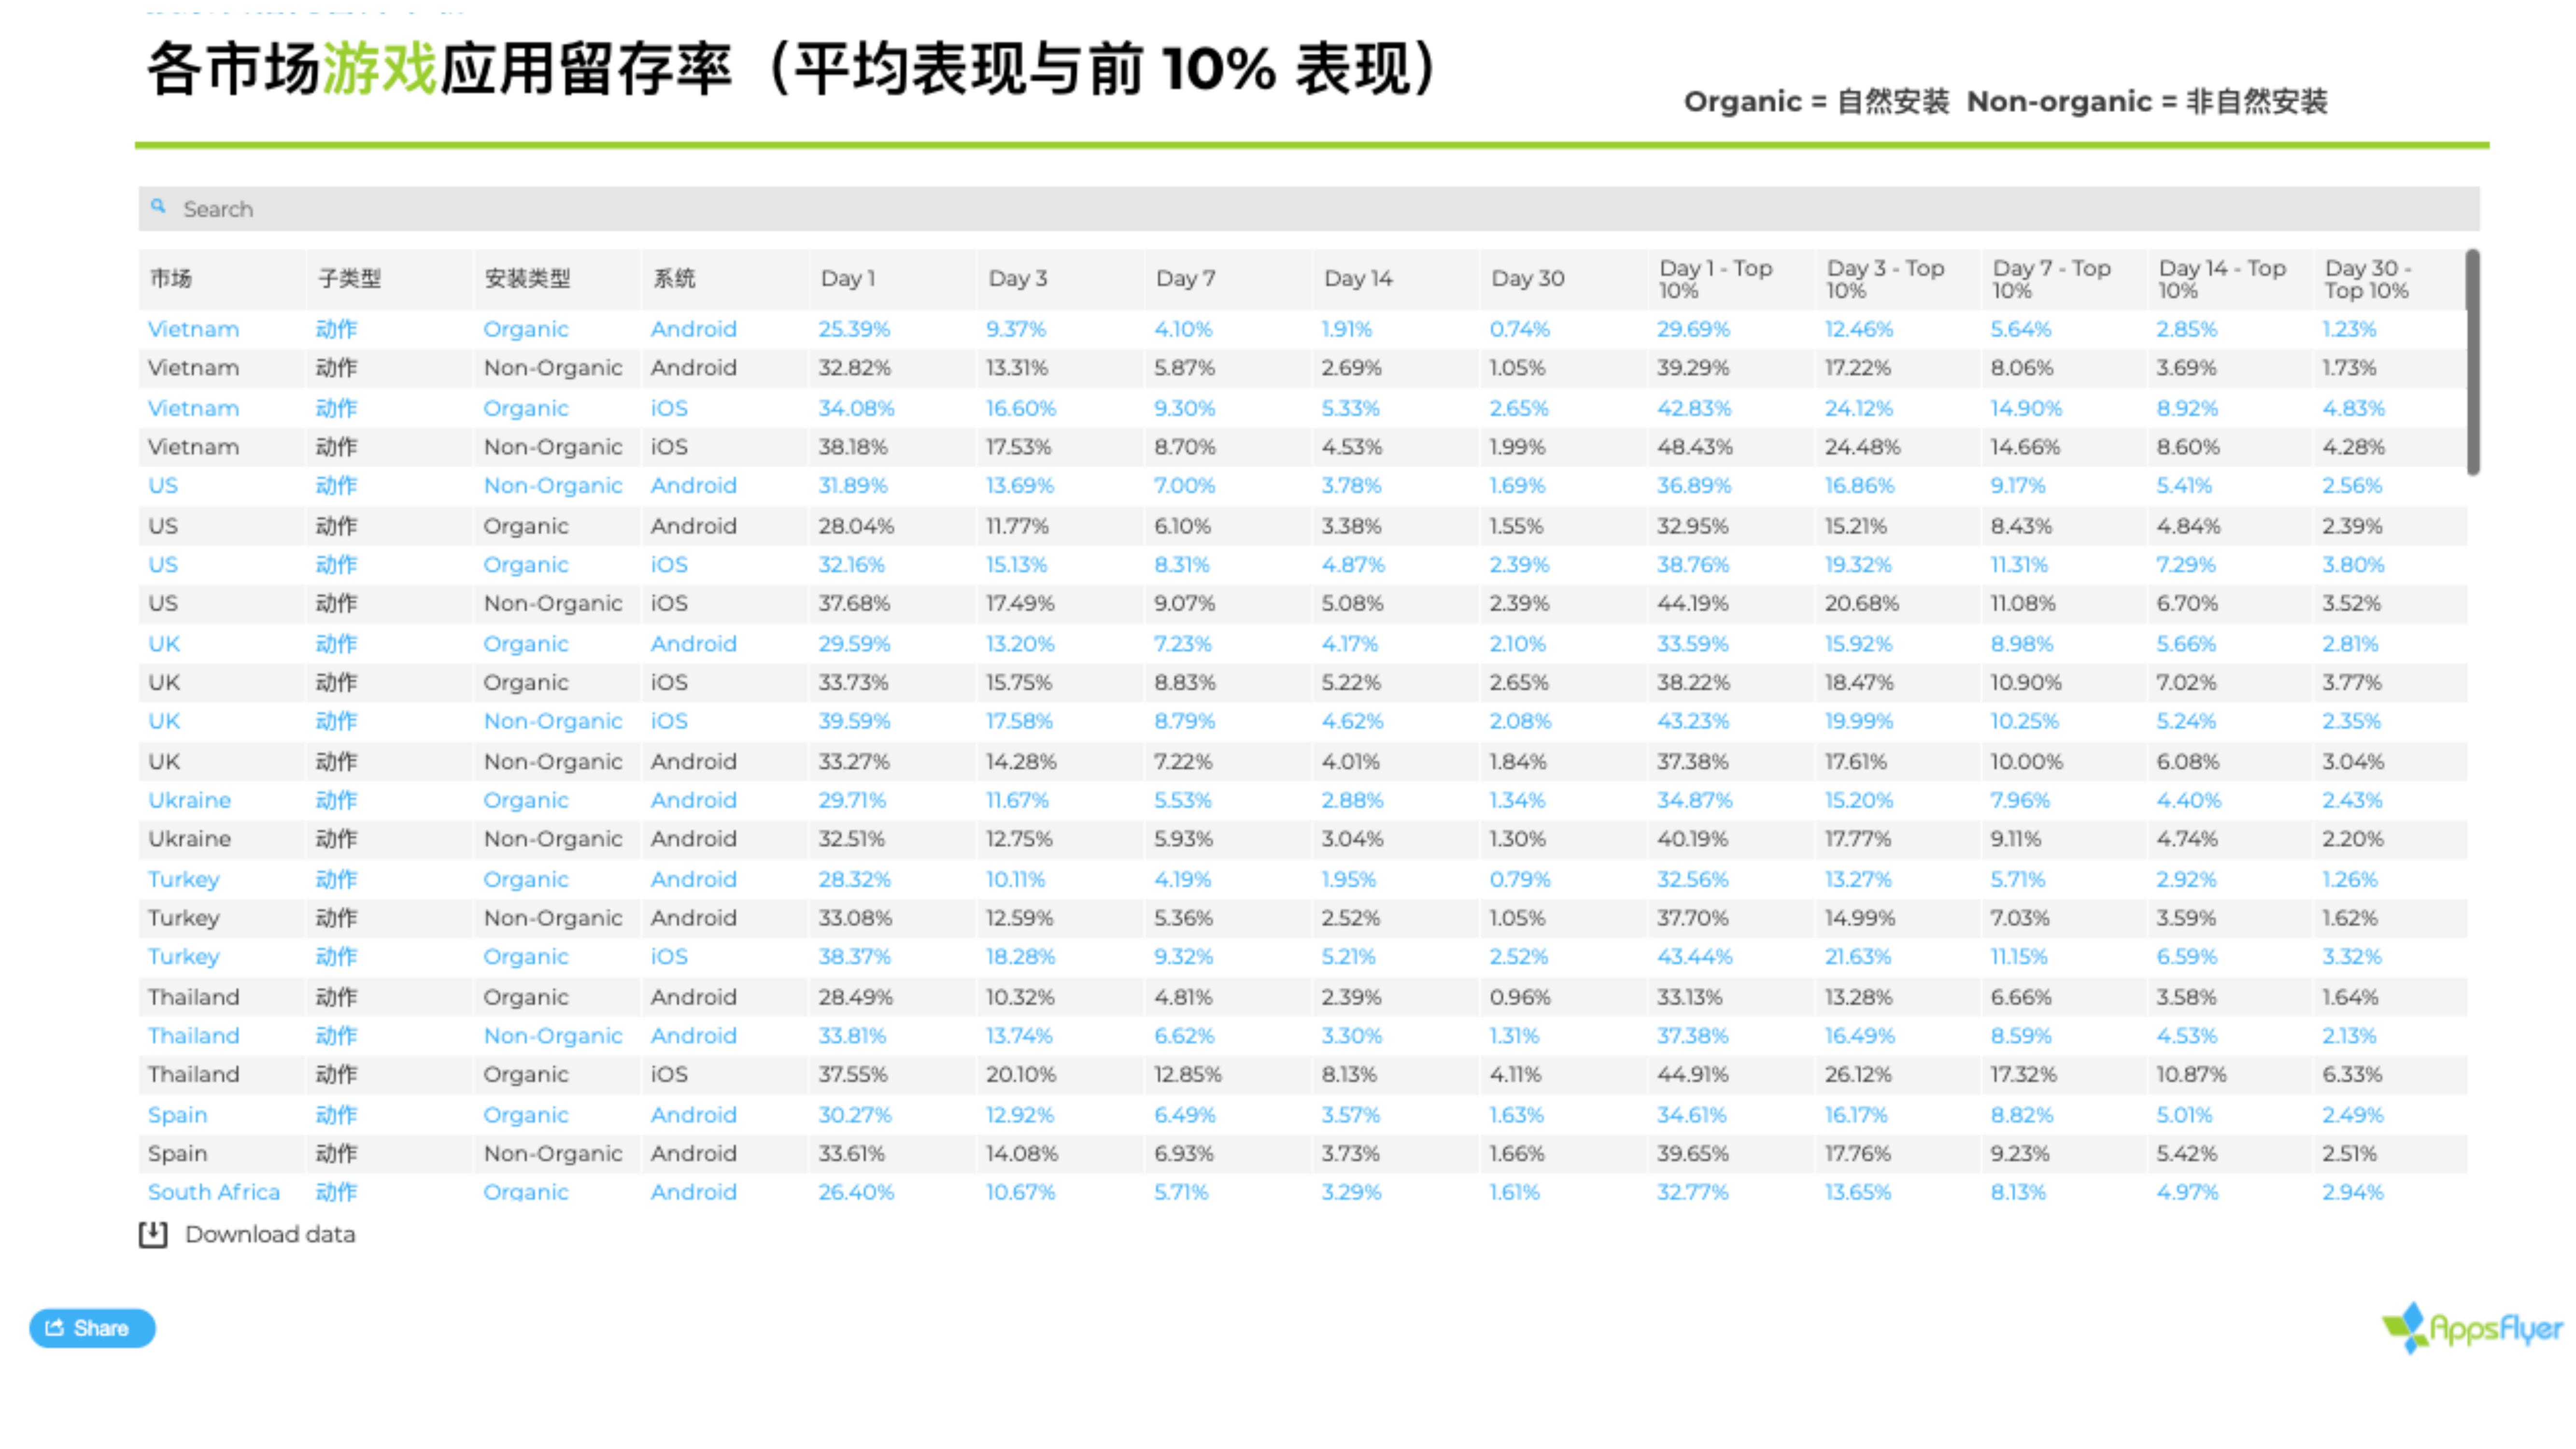 各市场游戏应用留存率（平均表现与前 10% 表现）
Organic = 自然安装 Non-organic = 非自然安装
Search
市场 子类型 安装类型 系统 Day 1 Day 3 Day 7 Day 14 Day 30 Day 1 - Top 10% Day 3 - Top 10% Day 7 - Top 10% Day 14 - Top 10% Day 30 - Top 10%
Vietnam 动作 Organic Android 25.39% 9.37% 4.10% 1.91% 0.74% 29.69% 12.46% 5.64% 2.85% 1.23%
Vietnam 动作 Non-Organic Android 32.82% 13.31% 5.87% 2.69% 1.05% 39.29% 17.22% 8.06% 3.69% 1.73%
Vietnam 动作 Organic iOS 34.08% 16.60% 9.30% 5.33% 2.65% 42.83% 24.12% 14.90% 8.92% 4.83%
Vietnam 动作 Non-Organic iOS 38.18% 17.53% 8.70% 4.53% 1.99% 48.43% 24.48% 14.66% 8.60% 4.28%
US 动作 Non-Organic Android 31.89% 13.69% 7.00% 3.78% 1.69% 36.89% 16.86% 9.17% 5.41% 2.56%
US 动作 Organic Android 28.04% 11.77% 6.10% 3.38% 1.55% 32.95% 15.21% 8.43% 4.84% 2.39%
US 动作 Organic iOS 32.16% 15.13% 8.31% 4.87% 2.39% 38.76% 19.32% 11.31% 7.29% 3.80%
US 动作 Non-Organic iOS 37.68% 17.49% 9.07% 5.08% 2.39% 44.19% 20.68% 11.08% 6.70% 3.52%
UK 动作 Organic Android 29.59% 13.20% 7.23% 4.17% 2.10% 33.59% 15.92% 8.98% 5.66% 2.81%
UK 动作 Organic iOS 33.73% 15.75% 8.83% 5.22% 2.65% 38.22% 18.47% 10.90% 7.02% 3.77%
UK 动作 Non-Organic iOS 39.59% 17.58% 8.79% 4.62% 2.08% 43.23% 19.99% 10.25% 5.24% 2.35%
UK 动作 Non-Organic Android 33.27% 14.28% 7.22% 4.01% 1.84% 37.38% 17.61% 10.00% 6.08% 3.04%
Ukraine 动作 Organic Android 29.71% 11.67% 5.53% 2.88% 1.34% 34.87% 15.20% 7.96% 4.40% 2.43%
Ukraine 动作 Non-Organic Android 32.51% 12.75% 5.93% 3.04% 1.30% 40.19% 17.77% 9.11% 4.74% 2.20%
Turkey 动作 Organic Android 28.32% 10.11% 4.19% 1.95% 0.79% 32.56% 13.27% 5.71% 2.92% 1.26%
Turkey 动作 Non-Organic Android 33.08% 12.59% 5.36% 2.52% 1.05% 37.70% 14.99% 7.03% 3.59% 1.62%
Turkey 动作 Organic iOS 38.37% 18.28% 9.32% 5.21% 2.52% 43.44% 21.63% 11.15% 6.59% 3.32%
Thailand 动作 Organic Android 28.49% 10.32% 4.81% 2.39% 0.96% 33.13% 13.28% 6.66% 3.58% 1.64%
Thailand 动作 Non-Organic Android 33.81% 13.74% 6.62% 3.30% 1.31% 37.38% 16.49% 8.59% 4.53% 2.13%
Thailand 动作 Organic iOS 37.55% 20.10% 12.85% 8.13% 4.11% 44.91% 26.12% 17.32% 10.87% 6.33%
Spain 动作 Organic Android 30.27% 12.92% 6.49% 3.57% 1.63% 34.61% 16.17% 8.82% 5.01% 2.49%
Spain 动作 Non-Organic Android 33.61% 14.08% 6.93% 3.73% 1.66% 39.65% 17.76% 9.23% 5.42% 2.51%
South Africa 动作 Organic Android 26.40% 10.67% 5.71% 3.29% 1.61% 32.77% 13.65% 8.13% 4.97% 2.94%
Download data
Share
AppsFlyer